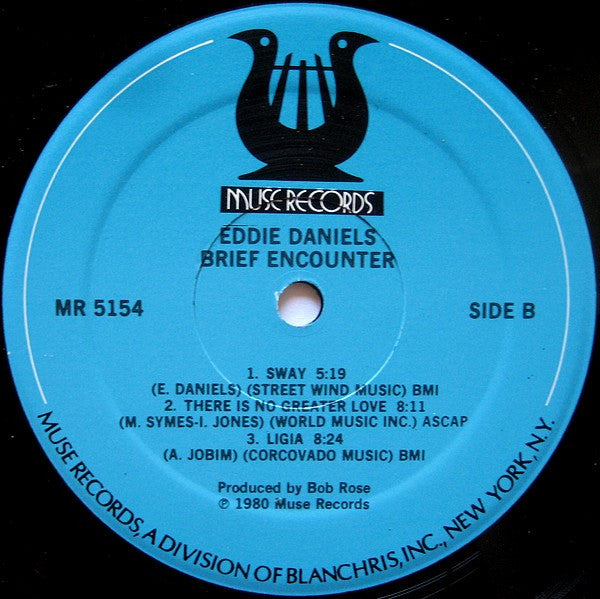 MUSE RECORDS
EDDIE DANIELS
BRIEF ENCOUNTER
MR 5154
SIDE B
1. SWAY 5:19
(E. DANIELS) (STREET WIND MUSIC) BMI
2. THERE IS NO GREATER LOVE 8:11
(M. SYMES-I. JONES) (WORLD MUSIC INC.) ASCAP
3. LIGIA 8:24
(A. JOBIM) (CORCOVADO MUSIC) BMI
Produced by Bob Rose
℗ 1980 Muse Records
MUSE RECORDS, A DIVISION OF BLANCHRIS, INC., NEW YORK, N.Y.